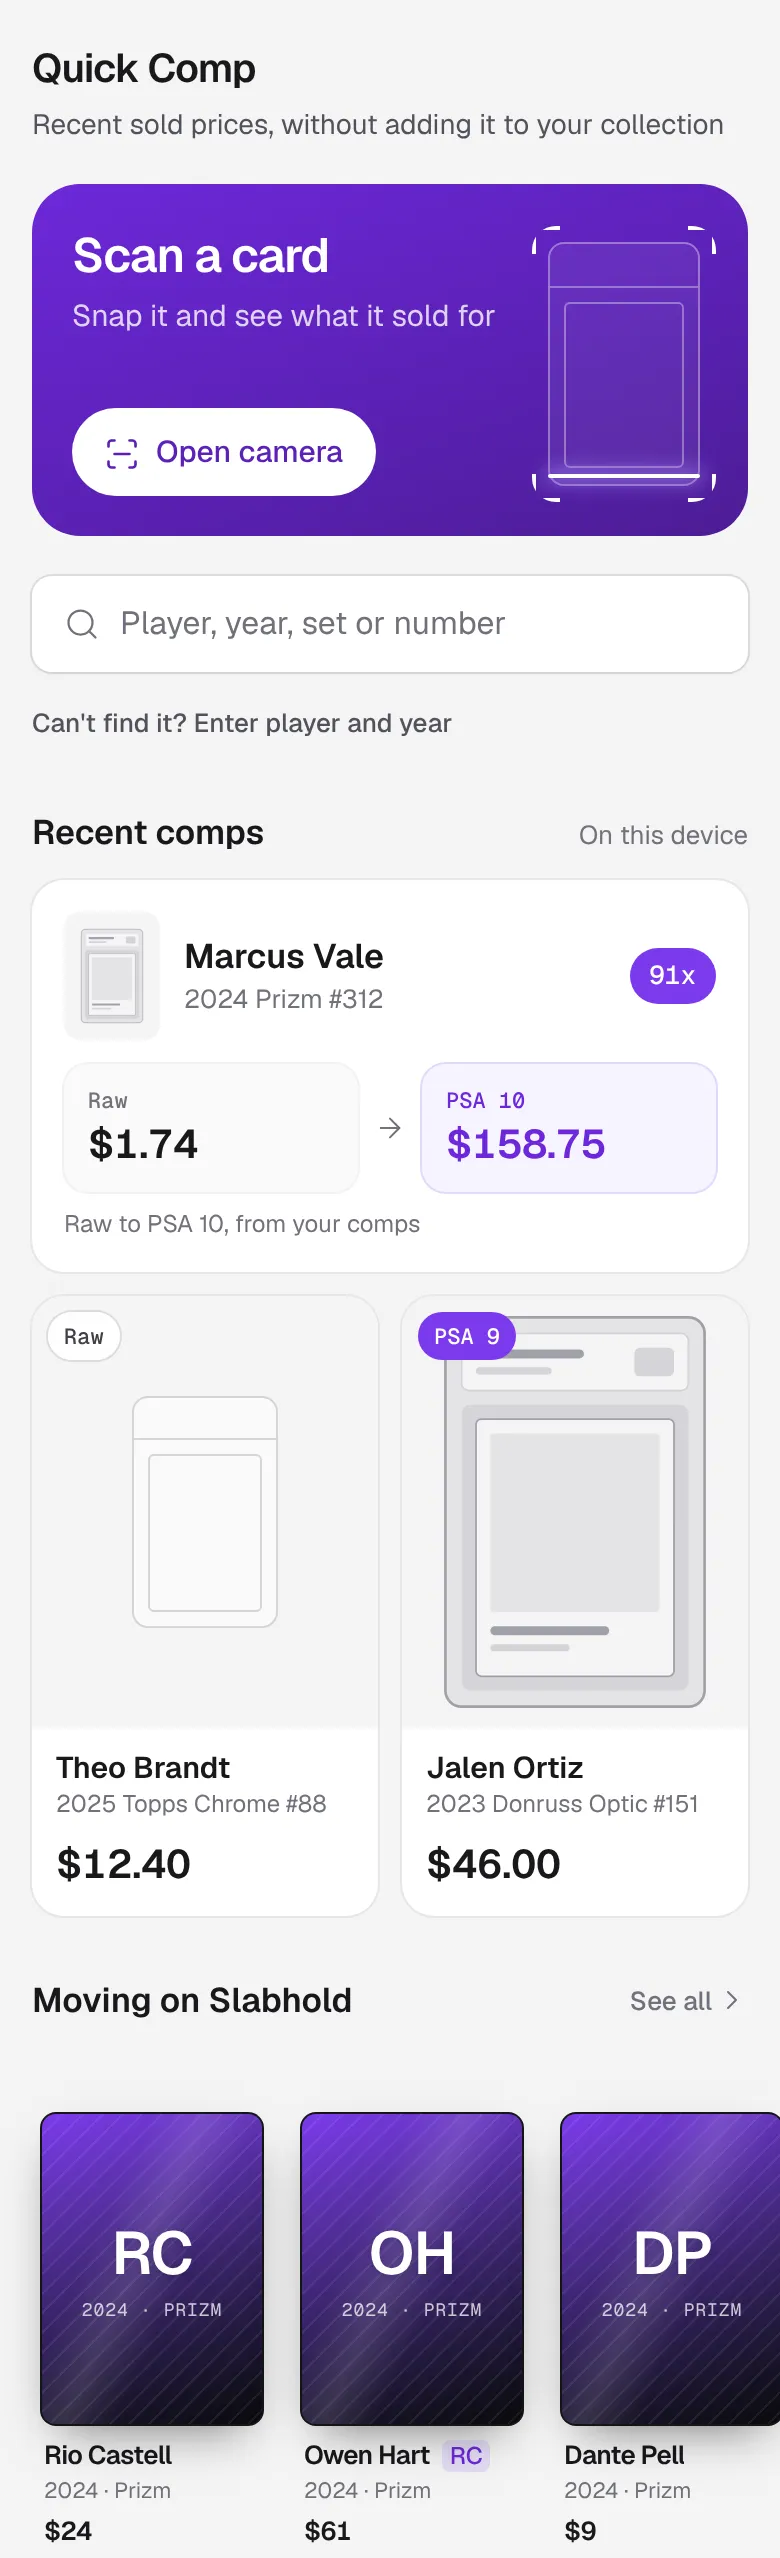 Quick Comp
Recent sold prices, without adding it to your collection
Scan a card
Snap it and see what it sold for
Open camera
Player, year, set or number
Can't find it? Enter player and year
Recent comps
On this device
Marcus Vale
2024 Prizm #312
91x
Raw
$1.74
PSA 10
$158.75
Raw to PSA 10, from your comps
Raw
Theo Brandt
2025 Topps Chrome #88
$12.40
PSA 9
Jalen Ortiz
2023 Donruss Optic #151
$46.00
Moving on Slabhold
See all
RC
2024 · PRIZM
Rio Castell
2024 · Prizm
$24
OH
2024 · PRIZM
Owen Hart RC
2024 · Prizm
$61
DP
2024 · PRIZM
Dante Pell
2024 · Prizm
$9